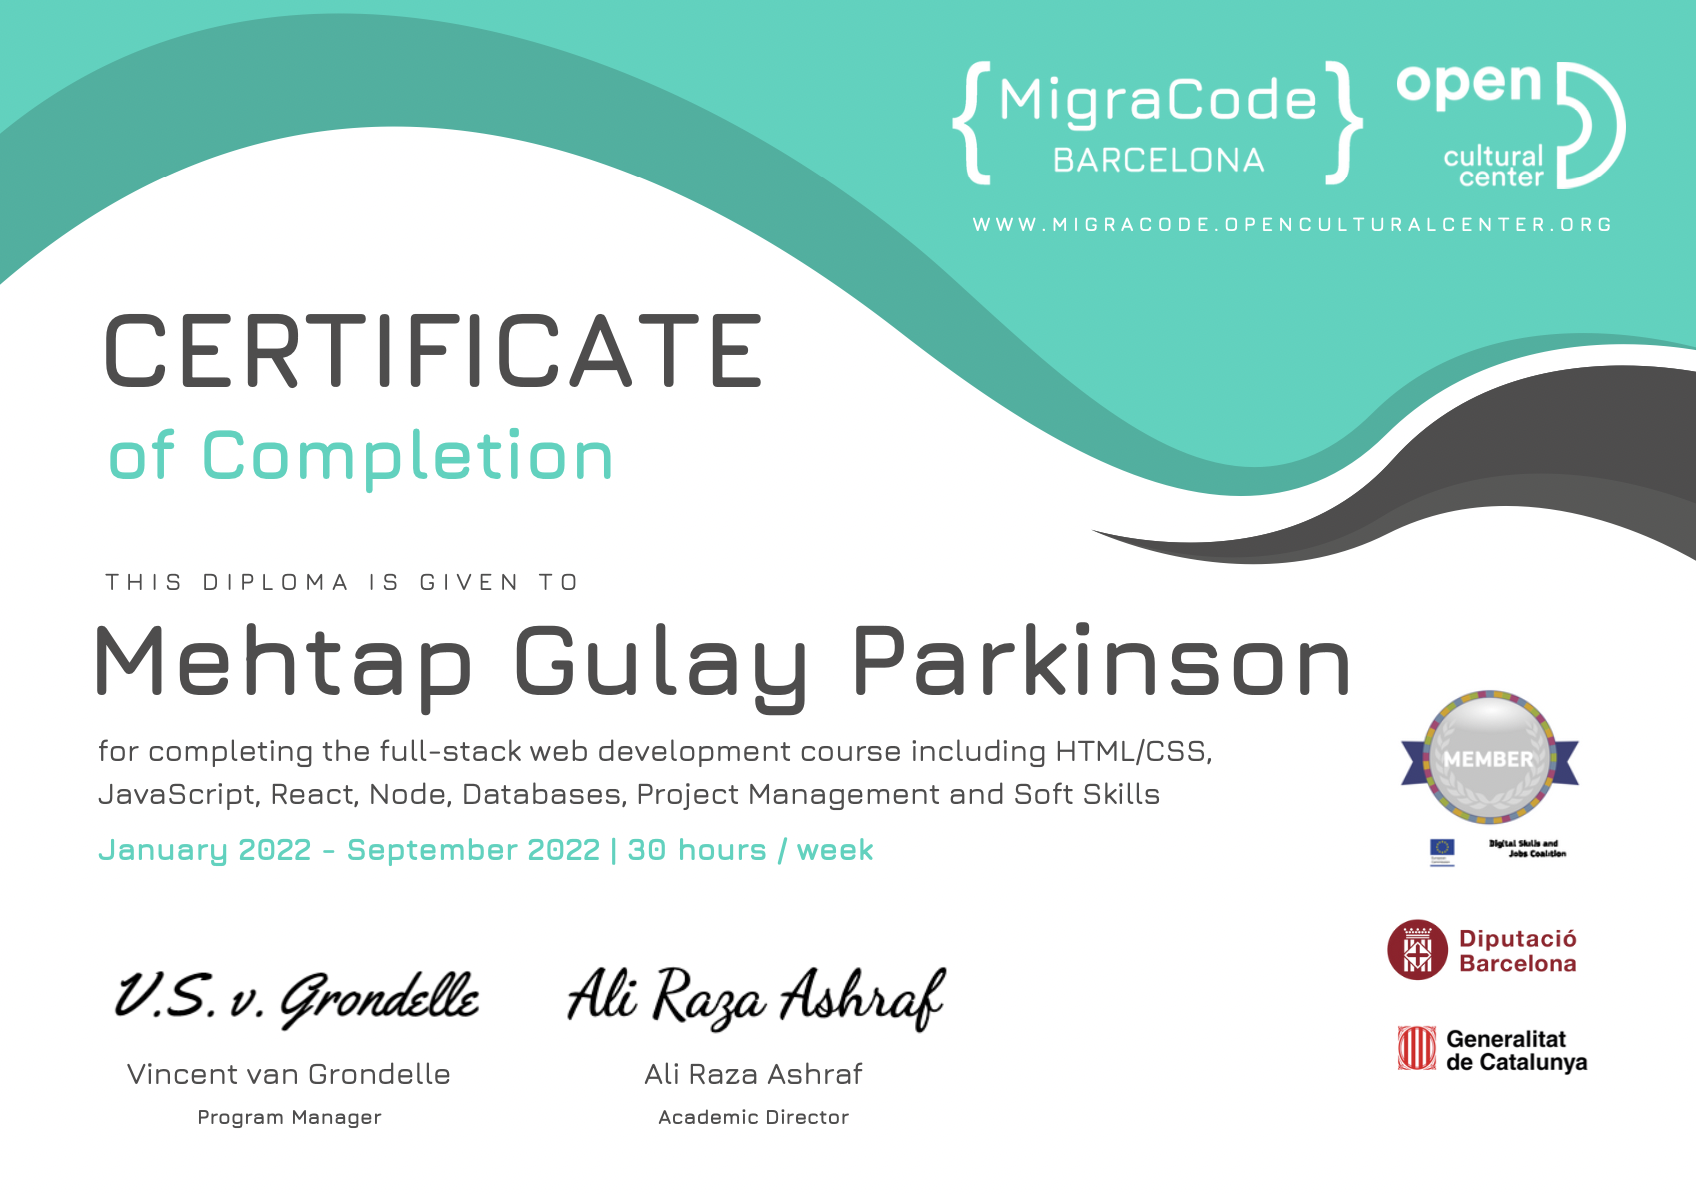 {MigraCode}
BARCELONA
open
cultural
center
WWW.MIGRACODE.OPENCULTURALCENTER.ORG
CERTIFICATE
of Completion
THIS DIPLOMA IS GIVEN TO
Mehtap Gulay Parkinson
for completing the full-stack web development course including HTML/CSS,
JavaScript, React, Node, Databases, Project Management and Soft Skills
January 2022 - September 2022 | 30 hours / week
MEMBER
Digital Skills and
Jobs Coalition
Diputació
Barcelona
Generalitat
de Catalunya
V.S. v. Grondelle
Ali Raza Ashraf
Vincent van Grondelle
Ali Raza Ashraf
Program Manager
Academic Director